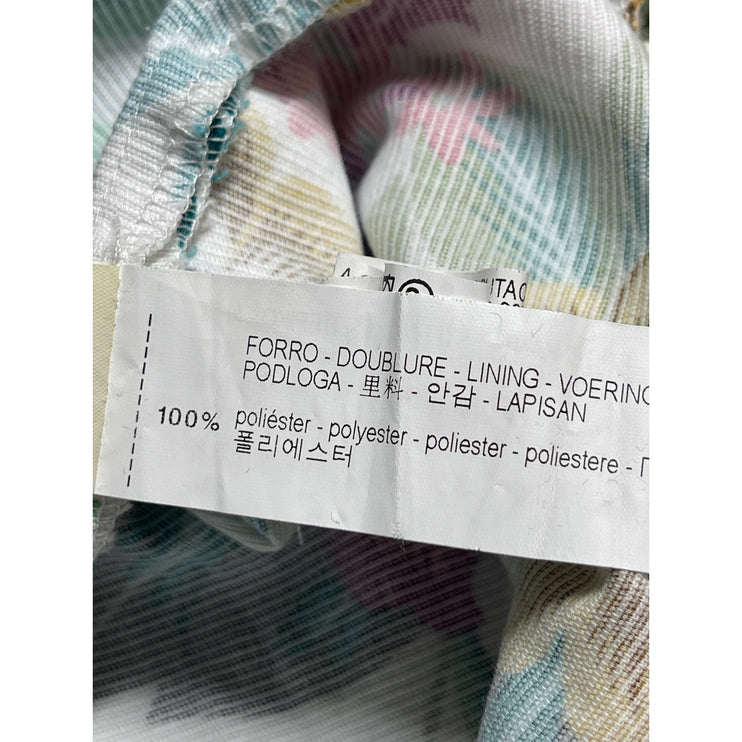 FORRO - DOUBLURE - LINING - VOERING
PODLOGA - 里料 - 안감 - LAPISAN
100% poliéster - polyester - poliester - poliestere -
폴리에스터